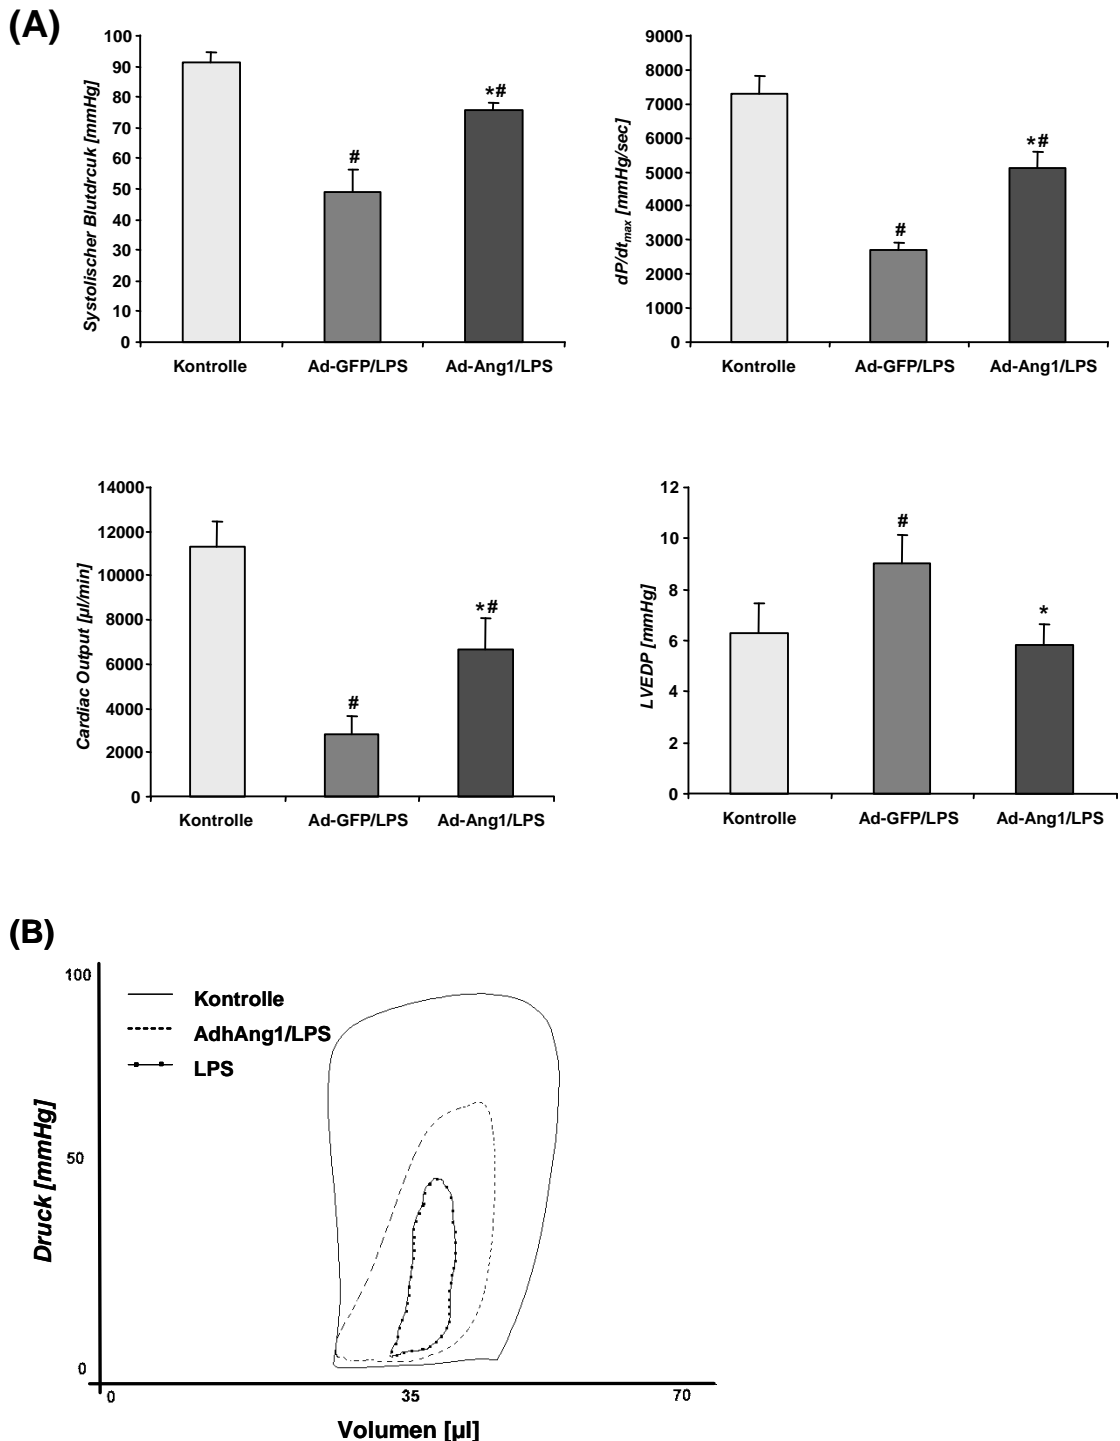 (A)
Systolischer Blutdrcuk [mmHg]
100
90
80
70
60
50
40
30
20
10
0
#
*#
Kontrolle Ad-GFP/LPS Ad-Ang1/LPS
dP/dtmax [mmHg/sec]
9000
8000
7000
6000
5000
4000
3000
2000
1000
0
#
*#
Kontrolle Ad-GFP/LPS Ad-Ang1/LPS
Cardiac Output [µl/min]
14000
12000
10000
8000
6000
4000
2000
0
#
*#
Kontrolle Ad-GFP/LPS Ad-Ang1/LPS
LVEDP [mmHg]
12
10
8
6
4
2
0
#
*
Kontrolle Ad-GFP/LPS Ad-Ang1/LPS
(B)
Druck [mmHg]
100
50
0
Kontrolle
AdhAng1/LPS
LPS
0 35 70
Volumen [µl]